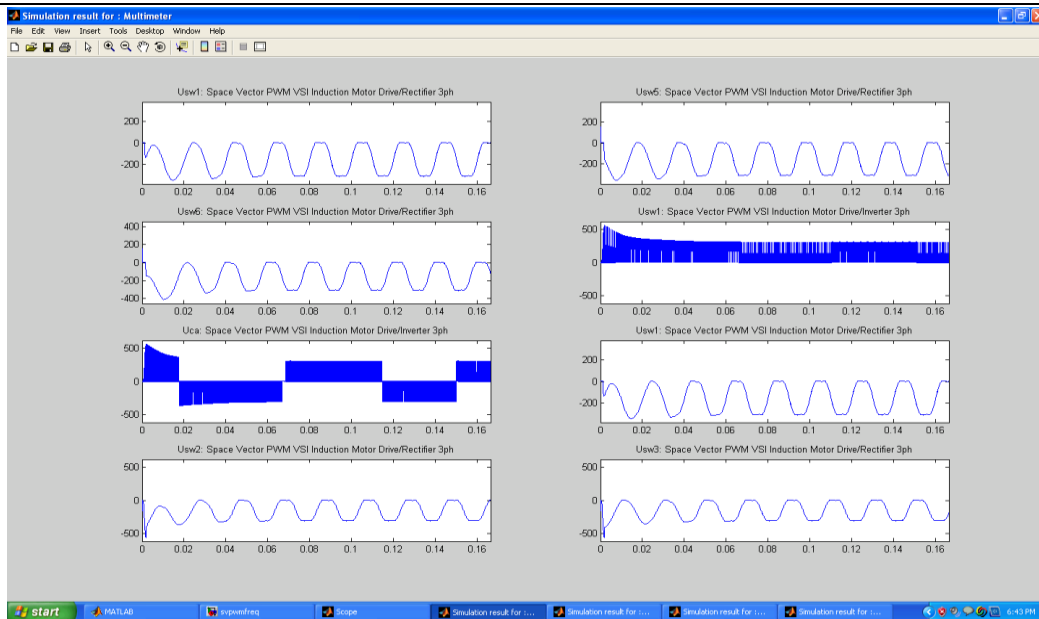 Simulation result for : Multimeter
File Edit View Insert Tools Desktop Window Help
Usw1: Space Vector PWM VSI Induction Motor Drive/Rectifier 3ph
200
0
-200
0 0.02 0.04 0.06 0.08 0.1 0.12 0.14 0.16
Usw5: Space Vector PWM VSI Induction Motor Drive/Rectifier 3ph
200
0
-200
0 0.02 0.04 0.06 0.08 0.1 0.12 0.14 0.16
Usw6: Space Vector PWM VSI Induction Motor Drive/Rectifier 3ph
400
200
0
-200
-400
0 0.02 0.04 0.06 0.08 0.1 0.12 0.14 0.16
Usw1: Space Vector PWM VSI Induction Motor Drive/Inverter 3ph
500
0
-500
0 0.02 0.04 0.06 0.08 0.1 0.12 0.14 0.16
Uca: Space Vector PWM VSI Induction Motor Drive/Inverter 3ph
500
0
-500
0 0.02 0.04 0.06 0.08 0.1 0.12 0.14 0.16
Usw1: Space Vector PWM VSI Induction Motor Drive/Rectifier 3ph
200
0
-200
0 0.02 0.04 0.06 0.08 0.1 0.12 0.14 0.16
Usw2: Space Vector PWM VSI Induction Motor Drive/Rectifier 3ph
500
0
-500
0 0.02 0.04 0.06 0.08 0.1 0.12 0.14 0.16
Usw3: Space Vector PWM VSI Induction Motor Drive/Rectifier 3ph
500
0
-500
0 0.02 0.04 0.06 0.08 0.1 0.12 0.14 0.16
start MATLAB svpwmfreq Scope Simulation result for :... Simulation result for :... Simulation result for :... Simulation result for :... 6:43 PM